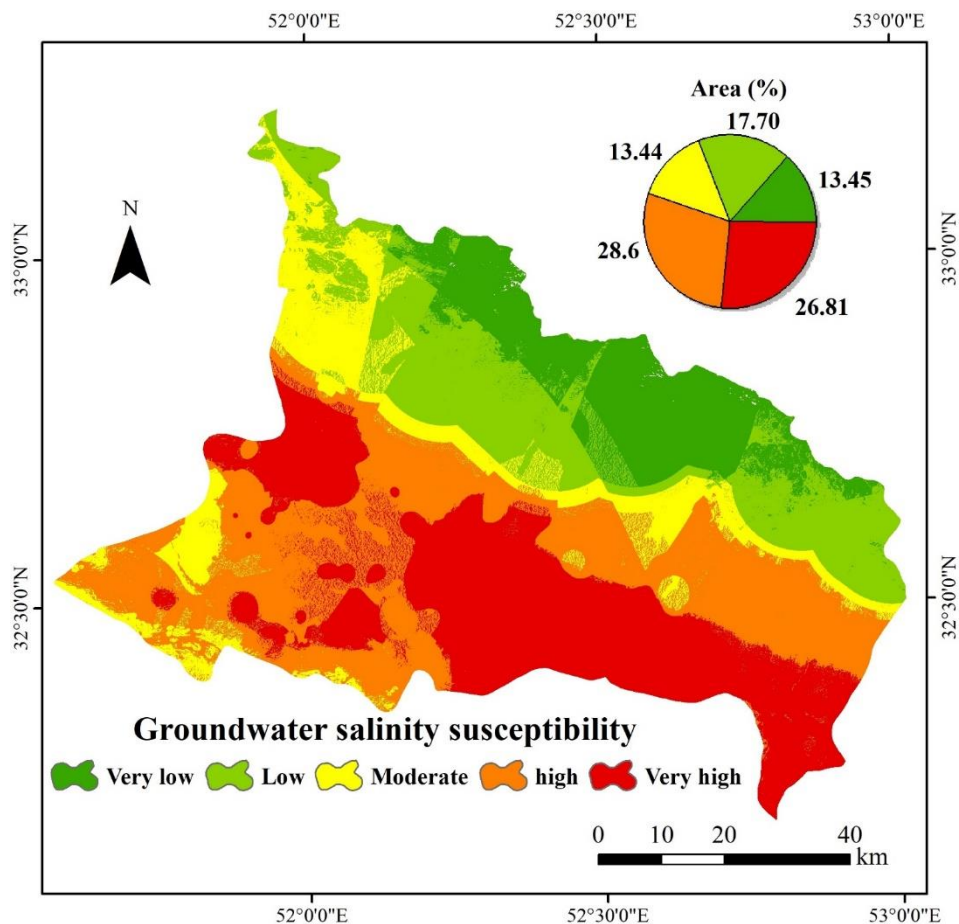 52°0'0"E 52°30'0"E 53°0'0"E
Area (%)
17.70
13.44
13.45
28.6
26.81
N
33°0'0"N
33°0'0"N
32°30'0"N
32°30'0"N
Groundwater salinity susceptibility
Very low Low Moderate high Very high
0 10 20 40
km
52°0'0"E 52°30'0"E 53°0'0"E